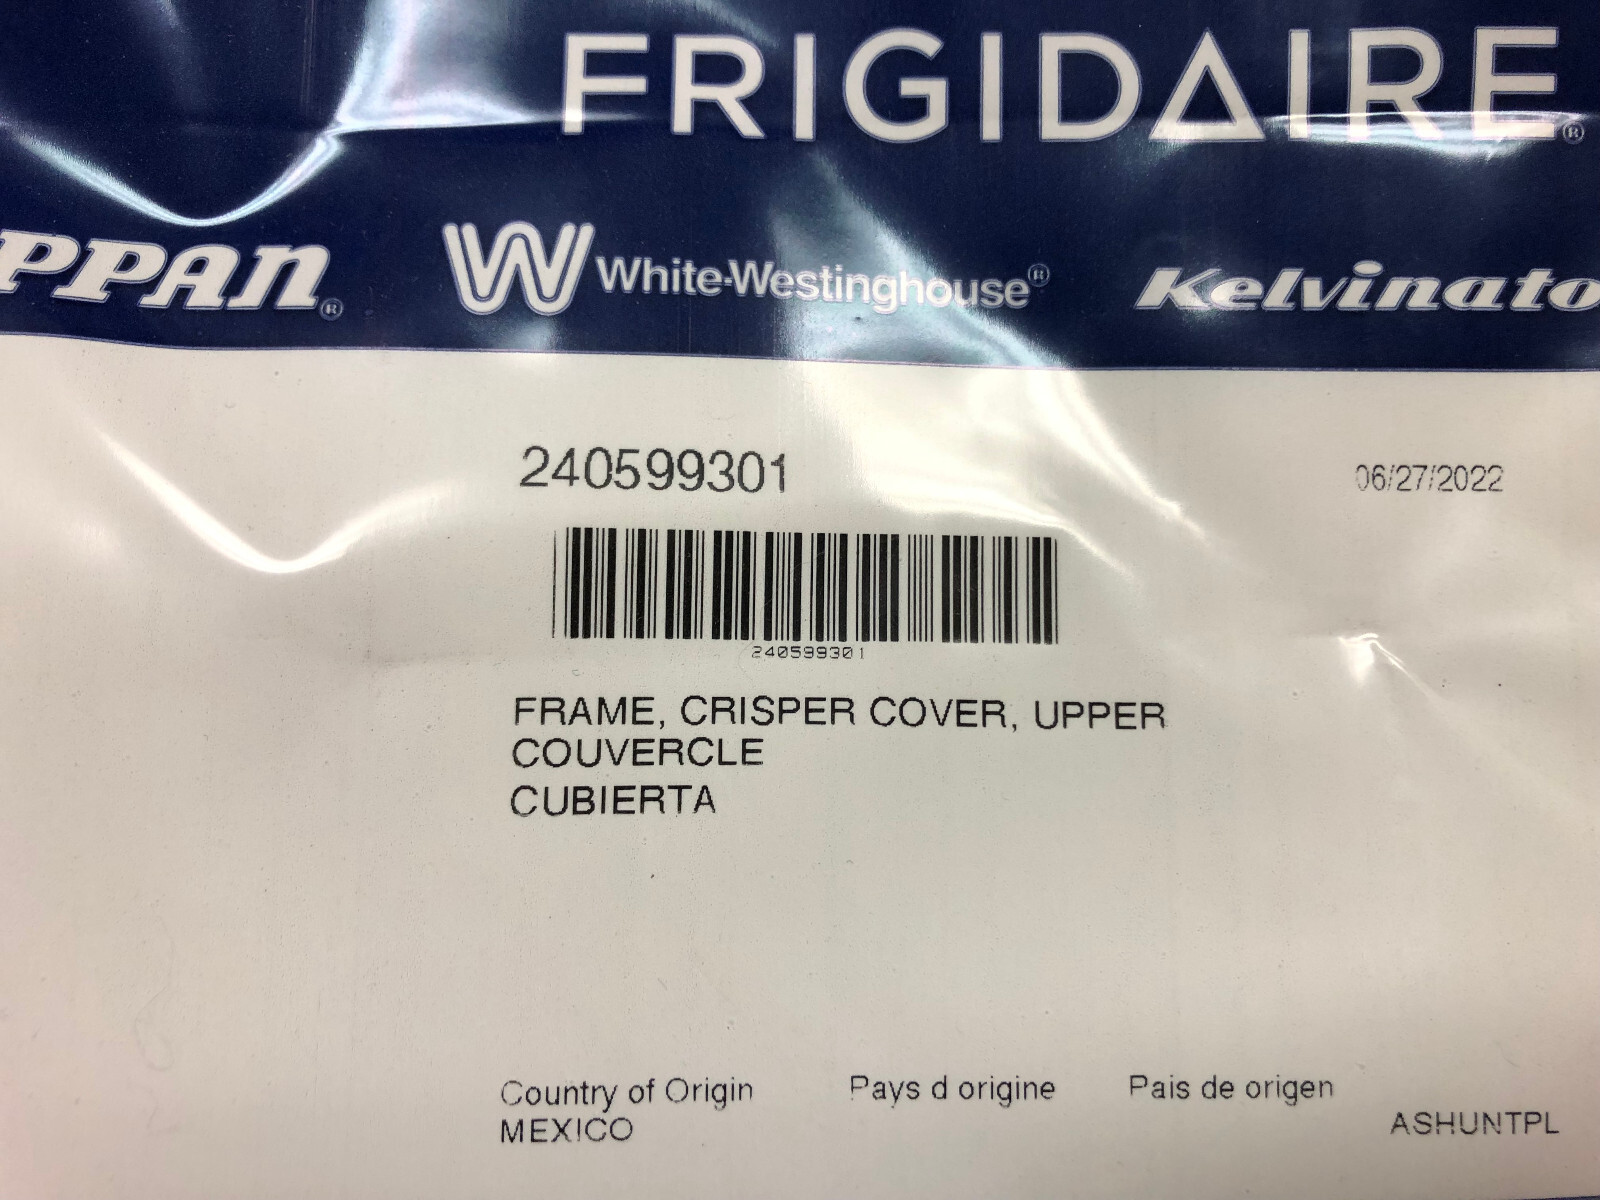 FRIGIDAIRE®
PPAN® White-Westinghouse® Kelvinato
240599301 06/27/2022
240599301
FRAME, CRISPER COVER, UPPER
COUVERCLE
CUBIERTA
Country of Origin Pays d origine Pais de origen
MEXICO ASHUNTPL